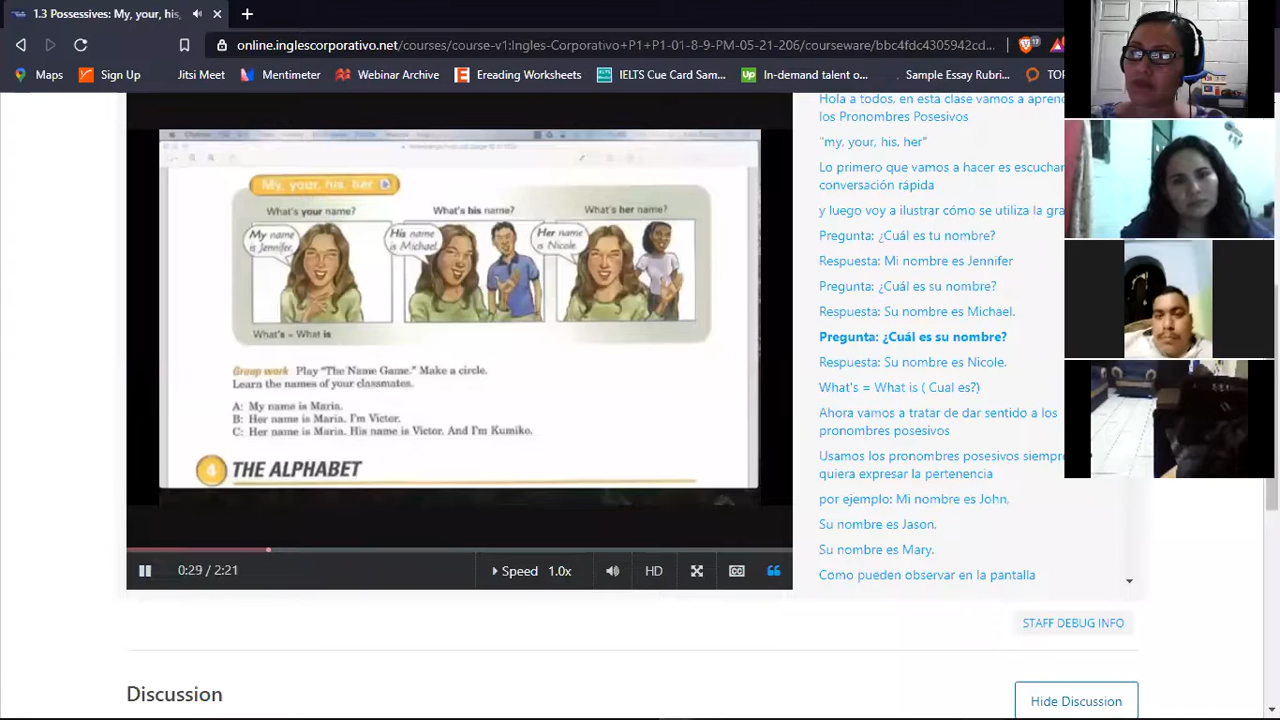 1.3 Possessives: My, your, his,
online.inglescorporativo.net/courses/course-v1:Ingles-Corporativo+P1+P1-01-8-9-PM-05-21-206/courseware/bbc4fdc4305942cd...
17
Maps
Sign Up
Jitsi Meet
Mentimeter
Webinar Archive
Eresding Worksheets
IELTS Cue Card Sam...
In-demand talent o...
Sample Essay Rubri...
My, your, his, her
What's your name?
What's his name?
What's her name?
My name
is Jennifer.
His name
is Michael.
Her name
is Nicole.
What's = What is
Group work Play "The Name Game." Make a circle.
Learn the names of your classmates.
A: My name is Maria.
B: Her name is Maria. I'm Victor.
C: Her name is Maria. His name is Victor. And I'm Kumiko.
4 THE ALPHABET
0:29 / 2:21
Speed 1.0x
HD
Hola a todos, en esta clase vamos a
los Pronombres Posesivos
"my, your, his, her"
Lo primero que vamos a hacer es escuchar
conversación rápida
y luego voy a ilustrar cómo se utiliza la
Pregunta: ¿Cuál es tu nombre?
Respuesta: Mi nombre es Jennifer
Pregunta: ¿Cuál es su nombre?
Respuesta: Su nombre es Michael.
Pregunta: ¿Cuál es su nombre?
Respuesta: Su nombre es Nicole.
What's = What is ( Cual es?)
Ahora vamos a tratar de dar sentido a los
pronombres posesivos
Usamos los pronombres posesivos siempre
quiera expresar la pertenencia
por ejemplo: Mi nombre es John,
Su nombre es Jason.
Su nombre es Mary.
Como pueden observar en la pantalla
STAFF DEBUG INFO
Discussion
Hide Discussion